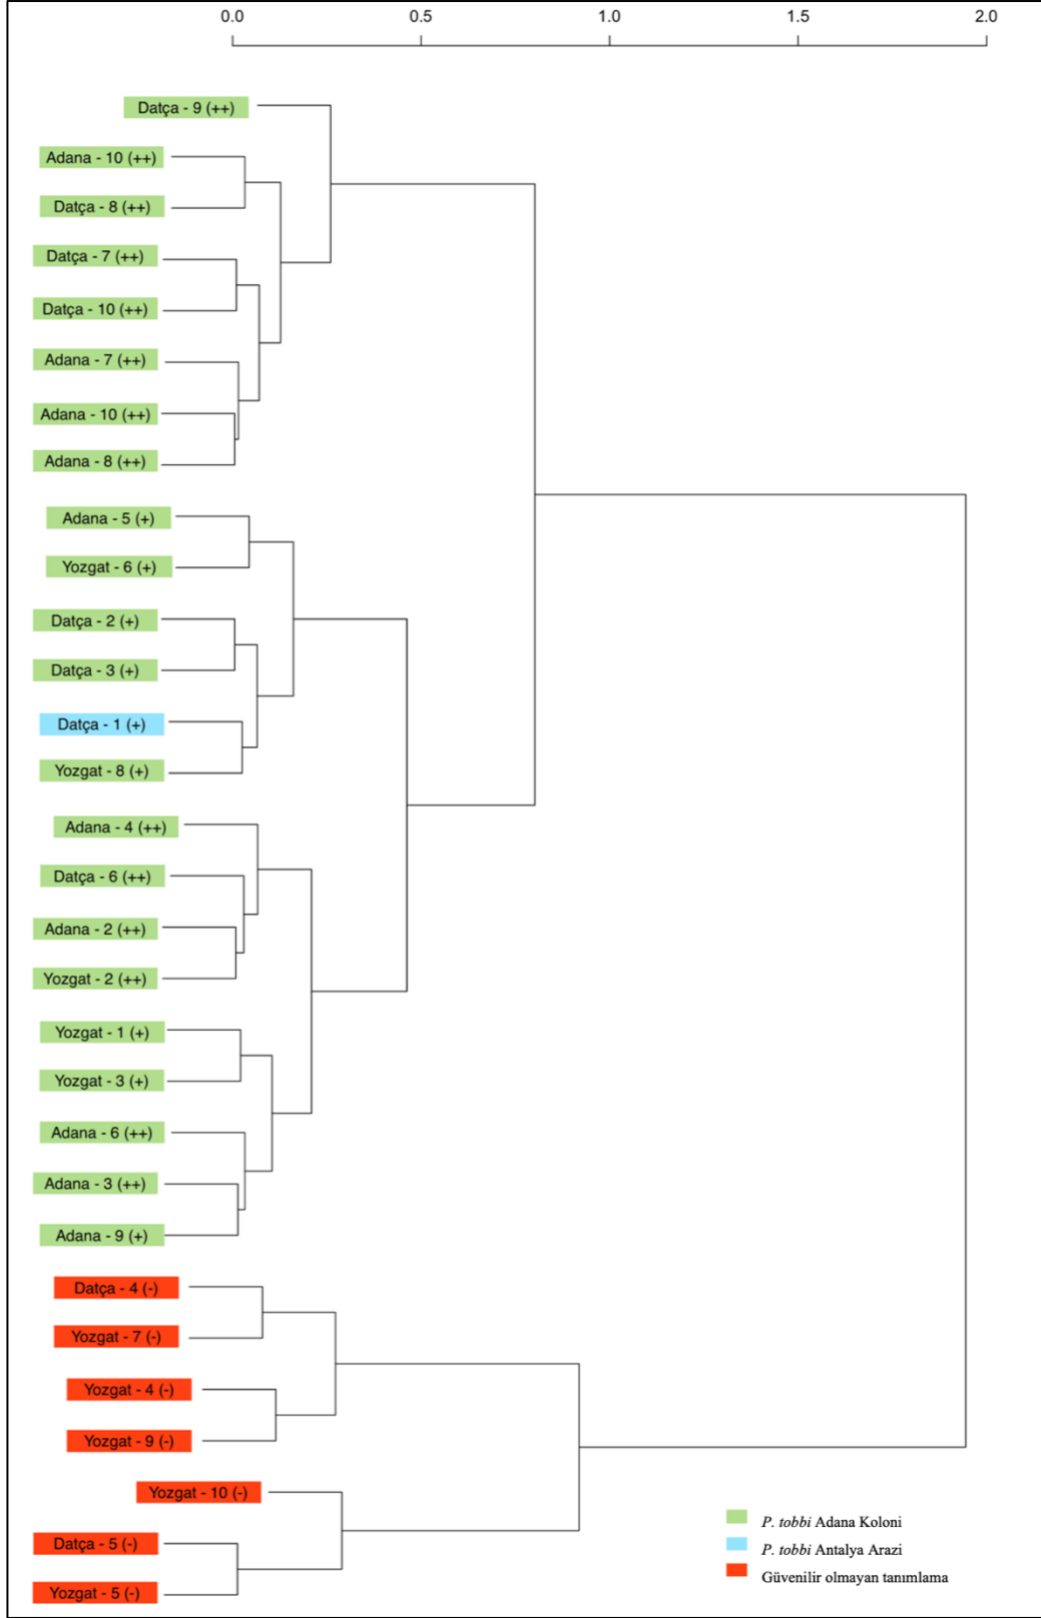 0.0 0.5 1.0 1.5 2.0
Datça - 9 (++)
Adana - 10 (++)
Datça - 8 (++)
Datça - 7 (++)
Datça - 10 (++)
Adana - 7 (++)
Adana - 10 (++)
Adana - 8 (++)
Adana - 5 (+)
Yozgat - 6 (+)
Datça - 2 (+)
Datça - 3 (+)
Datça - 1 (+)
Yozgat - 8 (+)
Adana - 4 (++)
Datça - 6 (++)
Adana - 2 (++)
Yozgat - 2 (++)
Yozgat - 1 (+)
Yozgat - 3 (+)
Adana - 6 (++)
Adana - 3 (++)
Adana - 9 (+)
Datça - 4 (-)
Yozgat - 7 (-)
Yozgat - 4 (-)
Yozgat - 9 (-)
Yozgat - 10 (-)
Datça - 5 (-)
Yozgat - 5 (-)
P. tobbi Adana Koloni
P. tobbi Antalya Arazi
Güvenilir olmayan tanımlama